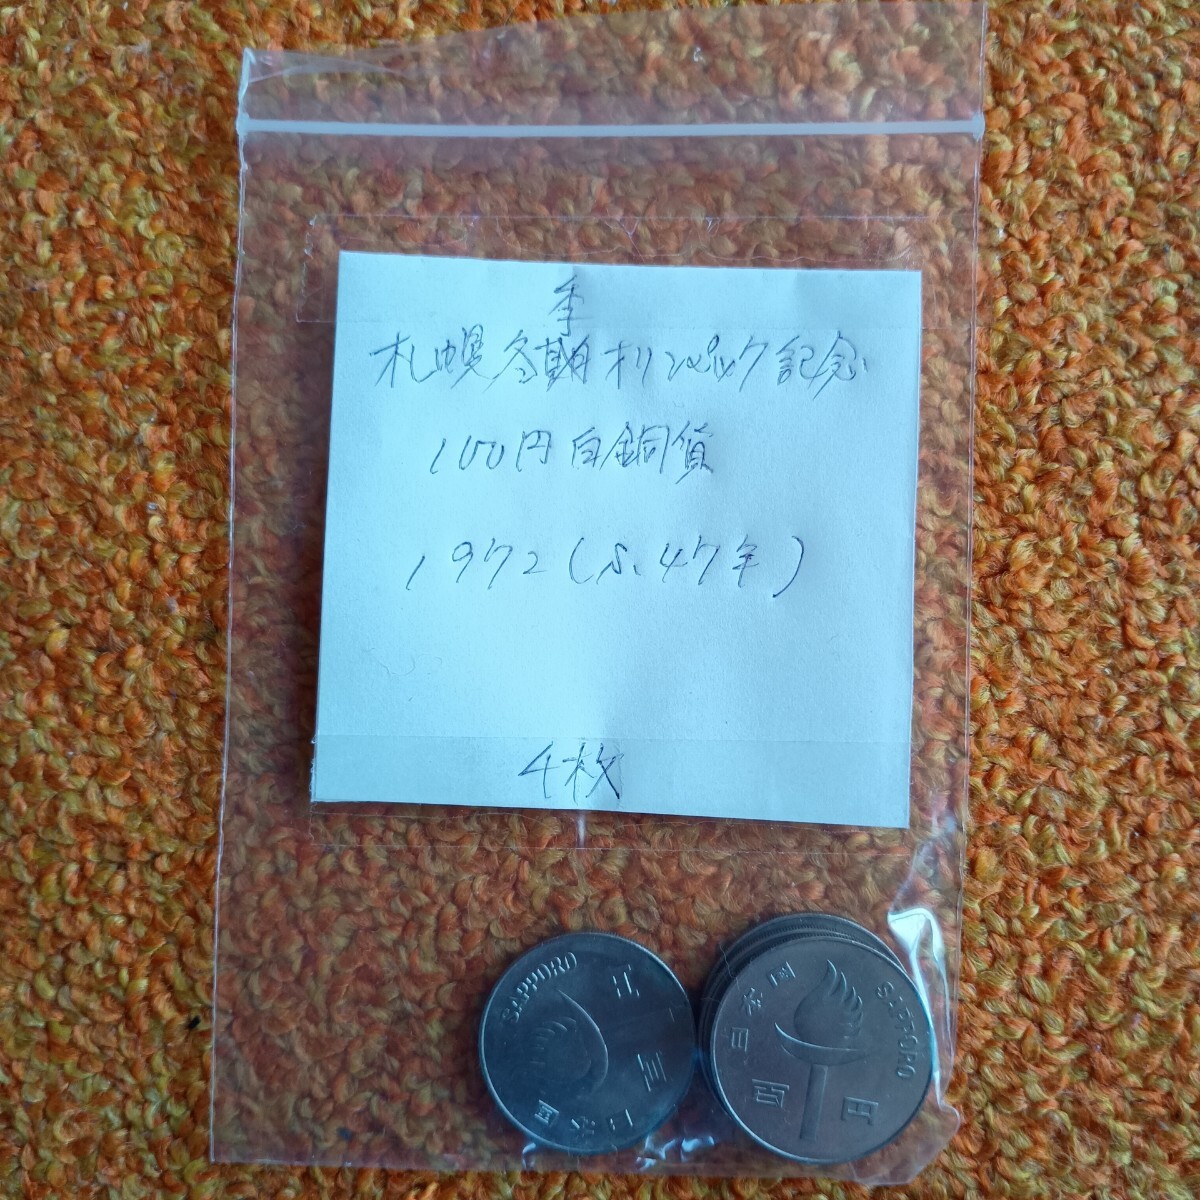 季
札幌冬期オリンピック記念
100円白銅貨
1972(S.47年)
4枚
SAPPORO
日本国
百円
SAPPORO
日本国
百円